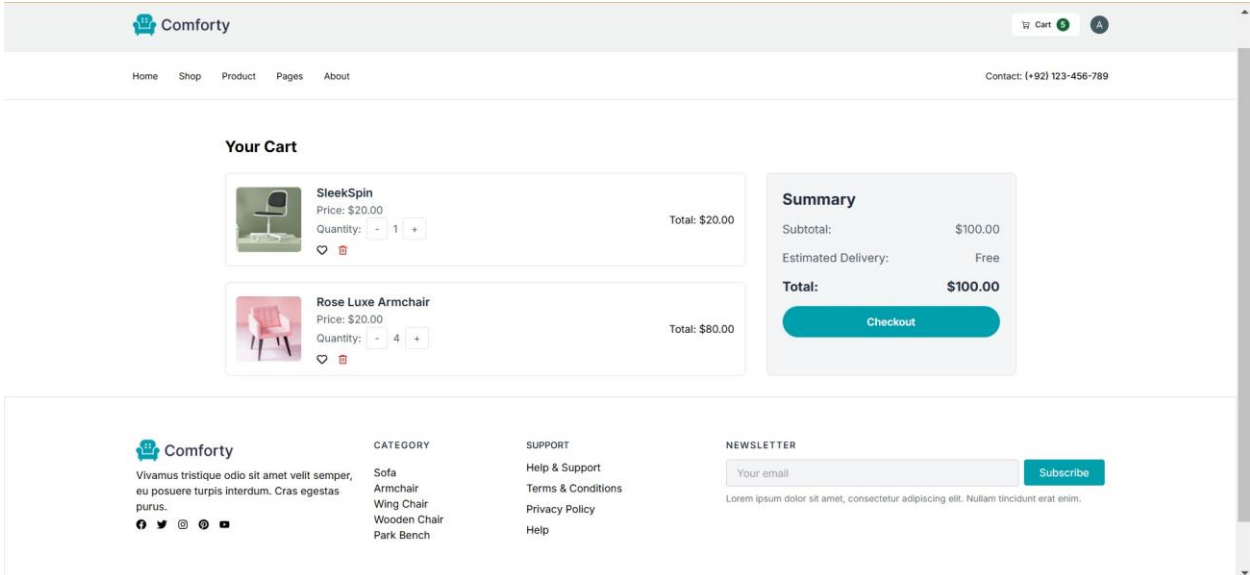 Comforty
Cart 5
A
Home Shop Product Pages About
Contact: (+92) 123-456-789
Your Cart
SleekSpin
Price: $20.00
Quantity: - 1 +
Total: $20.00
Rose Luxe Armchair
Price: $20.00
Quantity: - 4 +
Total: $80.00
Summary
Subtotal: $100.00
Estimated Delivery: Free
Total: $100.00
Checkout
Comforty
Vivamus tristique odio sit amet velit semper,
eu posuere turpis interdum. Cras egestas
purus.
CATEGORY
Sofa
Armchair
Wing Chair
Wooden Chair
Park Bench
SUPPORT
Help & Support
Terms & Conditions
Privacy Policy
Help
NEWSLETTER
Your email
Subscribe
Lorem ipsum dolor sit amet, consectetur adipiscing elit. Nullam tincidunt erat enim.